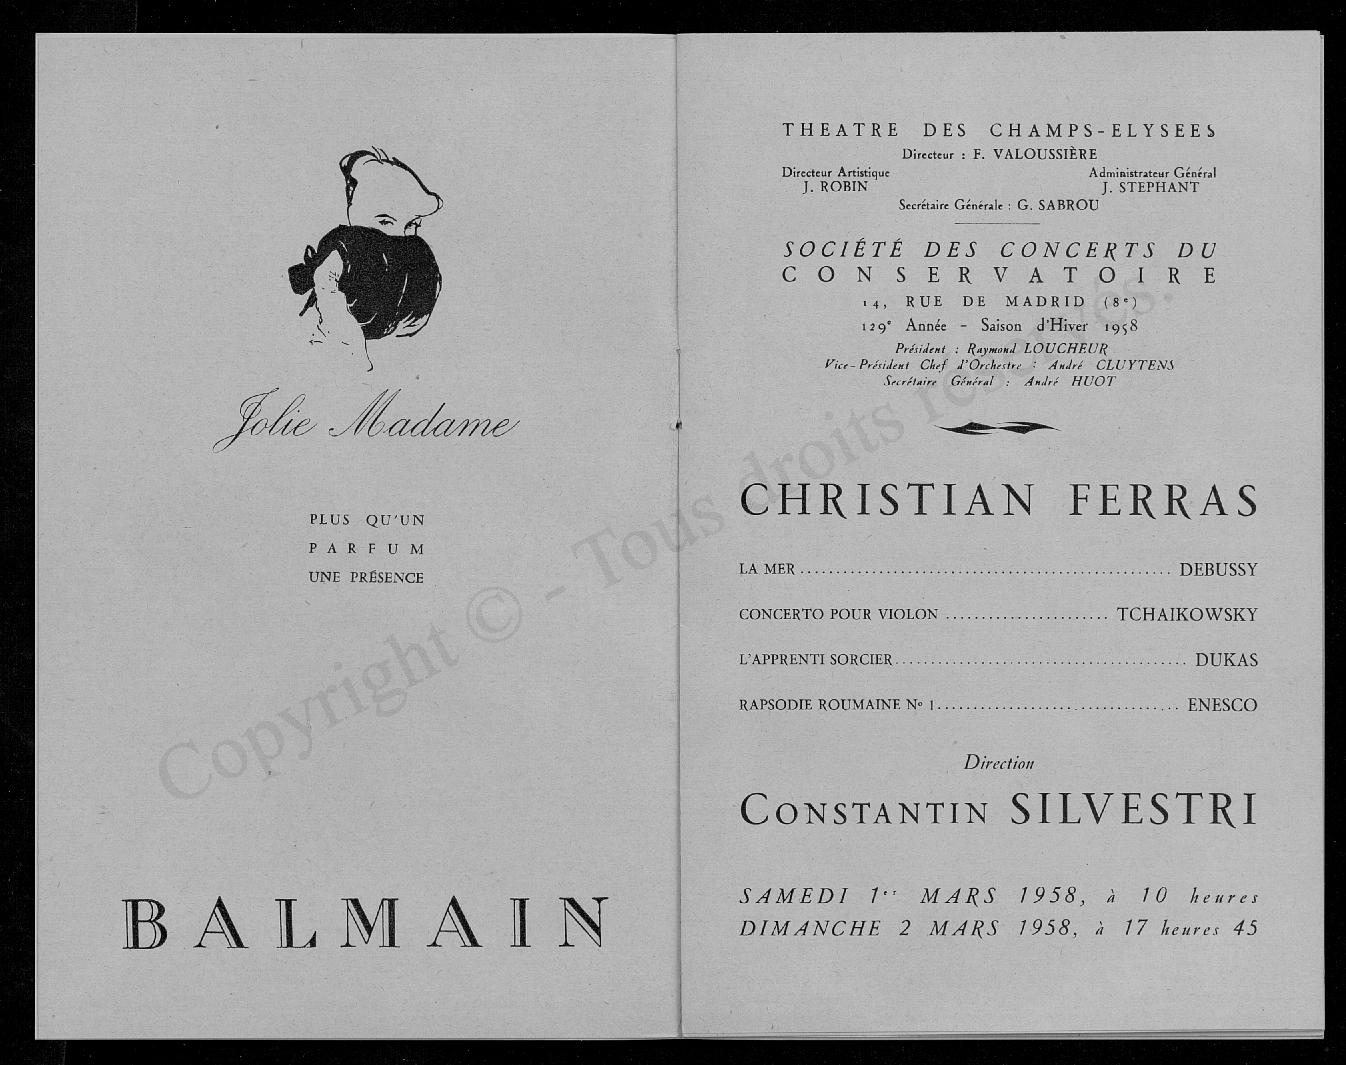 Jolie Madame
PLUS QU'UN
PARFUM
UNE PRÉSENCE
BALMAIN
THEATRE DES CHAMPS-ELYSEES
Directeur : F. VALOUSSIÈRE
Directeur Artistique Administrateur Général
J. ROBIN J. STEPHANT
Secrétaire Générale : G. SABROU
SOCIÉTÉ DES CONCERTS DU
CONSERVATOIRE
14, RUE DE MADRID (8e)
129e Année - Saison d'Hiver 1958
Président : Raymond LOUCHEUR
Vice-Président Chef d'Orchestre : André CLUYTENS
Secrétaire Général : André HUOT
CHRISTIAN FERRAS
LA MER ........ DEBUSSY
CONCERTO POUR VIOLON ........ TCHAIKOWSKY
L'APPRENTI SORCIER ........ DUKAS
RAPSODIE ROUMAINE No 1 ........ ENESCO
Direction
CONSTANTIN SILVESTRI
SAMEDI 1er MARS 1958, à 10 heures
DIMANCHE 2 MARS 1958, à 17 heures 45
Copyright © - Tous droits réservés.